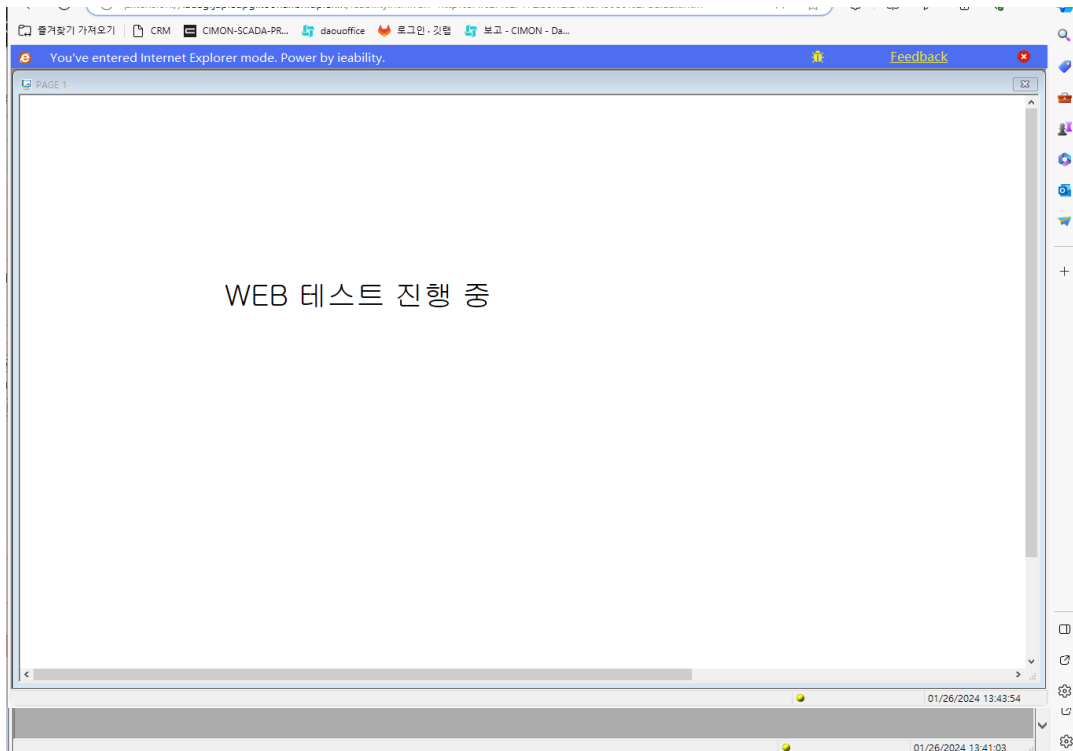 즐겨찾기 가져오기 CRM CIMON-SCADA-PR... daouoffice 로그인 · 깃랩 보고 - CIMON - Da...
You've entered Internet Explorer mode. Power by ieability. Feedback
PAGE 1
WEB 테스트 진행 중
01/26/2024 13:43:54
01/26/2024 13:41:03